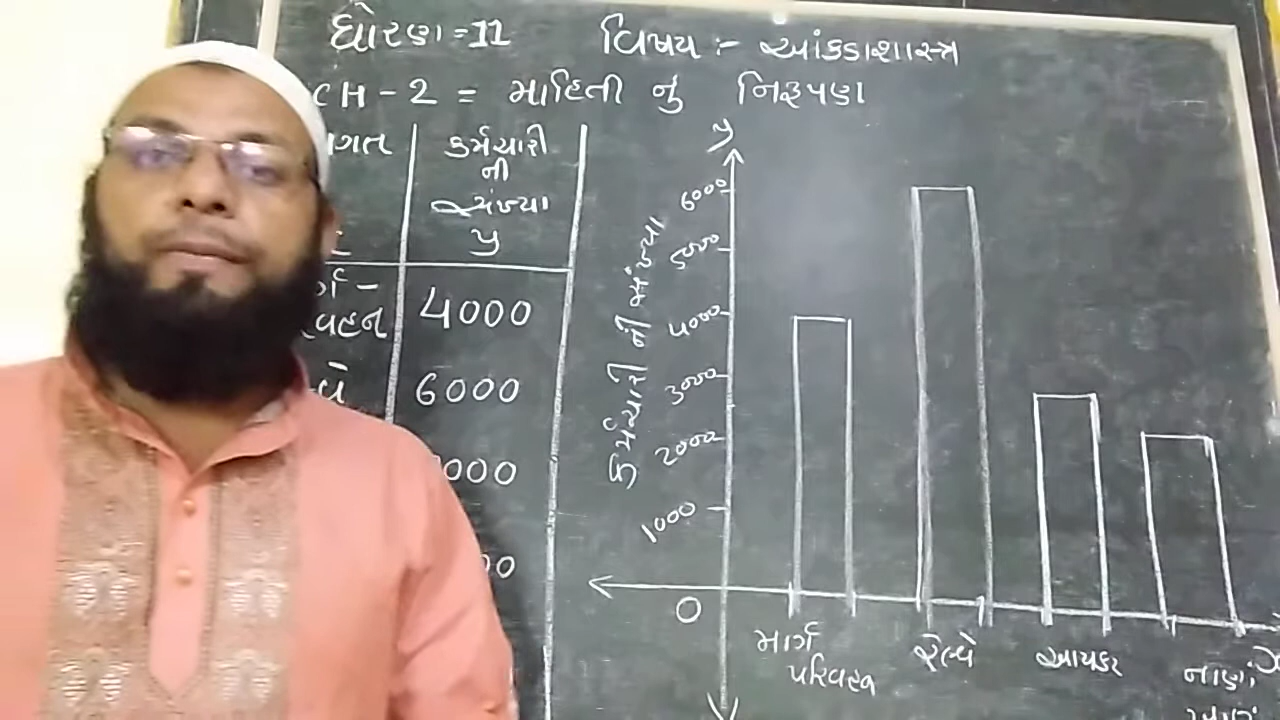 ધોરણ = 11 વિષય :- આંકડાશાસ્ત્ર
CH - 2 = માહિતી નું નિરૂપણ
કર્મચારી
ની
સંખ્યા
y
4000
6000
y
કર્મચારી ની સંખ્યા
6000
5000
4000
3000
2000
1000
0
માર્ગ
પરિવહન
રેલ્વે
આયકર
નાણાં